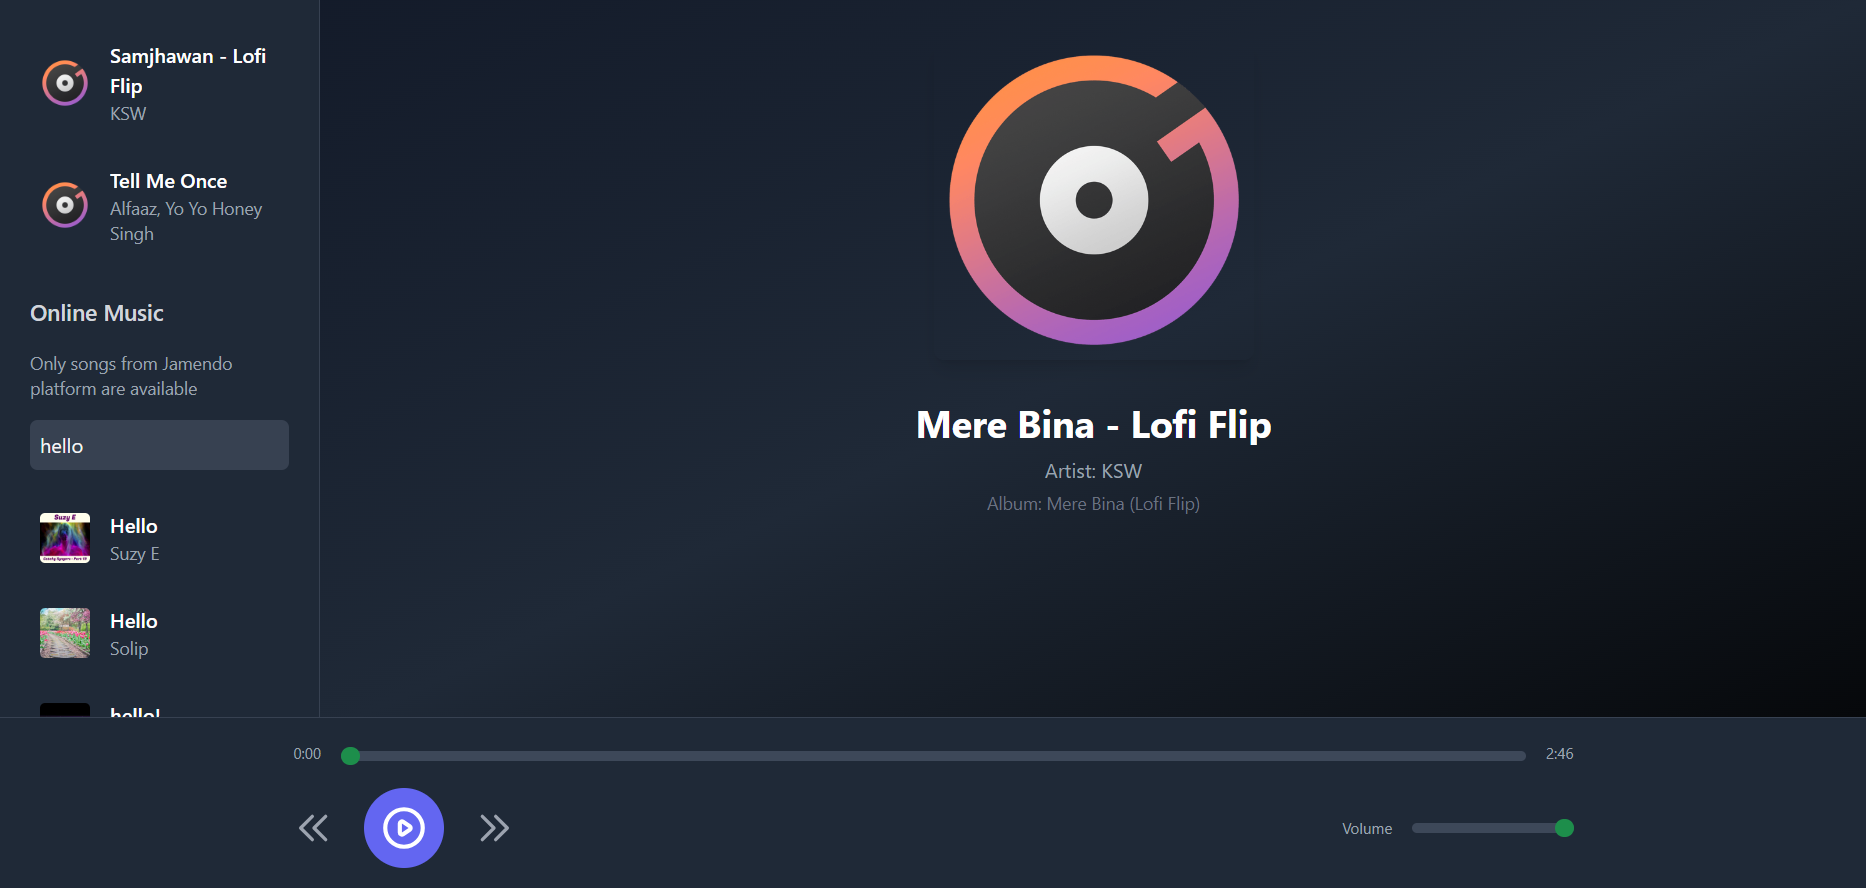 Samjhawan - Lofi
Flip
KSW
Tell Me Once
Alfaaz, Yo Yo Honey
Singh
Online Music
Only songs from Jamendo
platform are available
hello
Suzy E
Hello
Suzy E
Hello
Solip
hello!
Mere Bina - Lofi Flip
Artist: KSW
Album: Mere Bina (Lofi Flip)
0:00
2:46
Volume